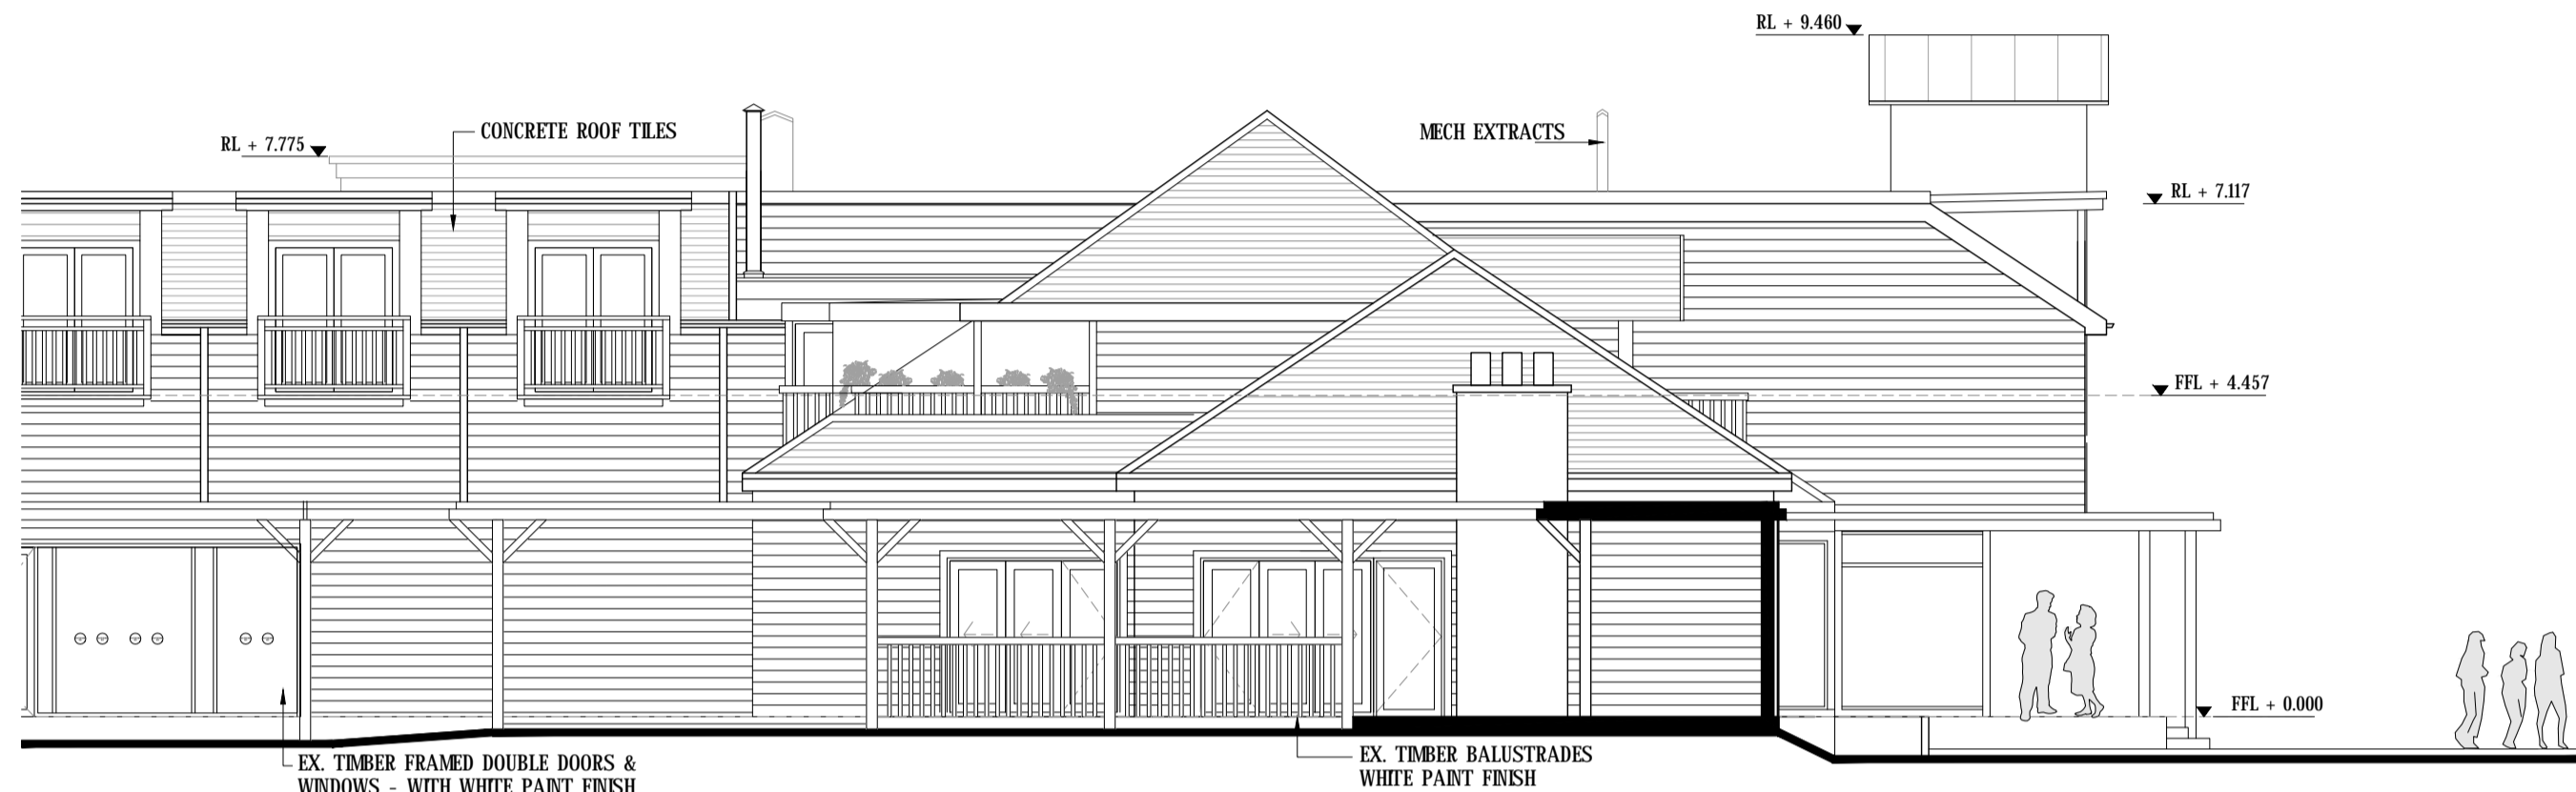 RL + 9.460
CONCRETE ROOF TILES
MECH EXTRACTS
RL + 7.775
RL + 7.117
FFL + 4.457
FFL + 0.000
EX. TIMBER FRAMED DOUBLE DOORS &
WINDOWS - WITH WHITE PAINT FINISH
EX. TIMBER BALUSTRADES
WHITE PAINT FINISH